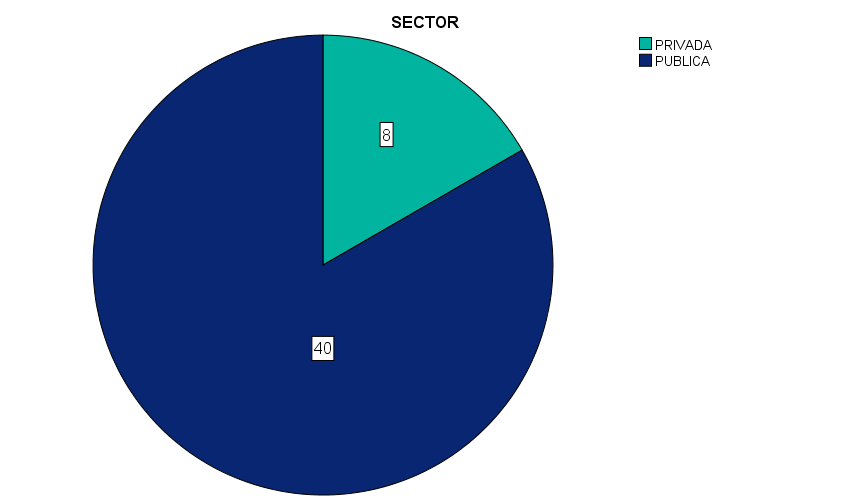 SECTOR
PRIVADA
PUBLICA
8
40